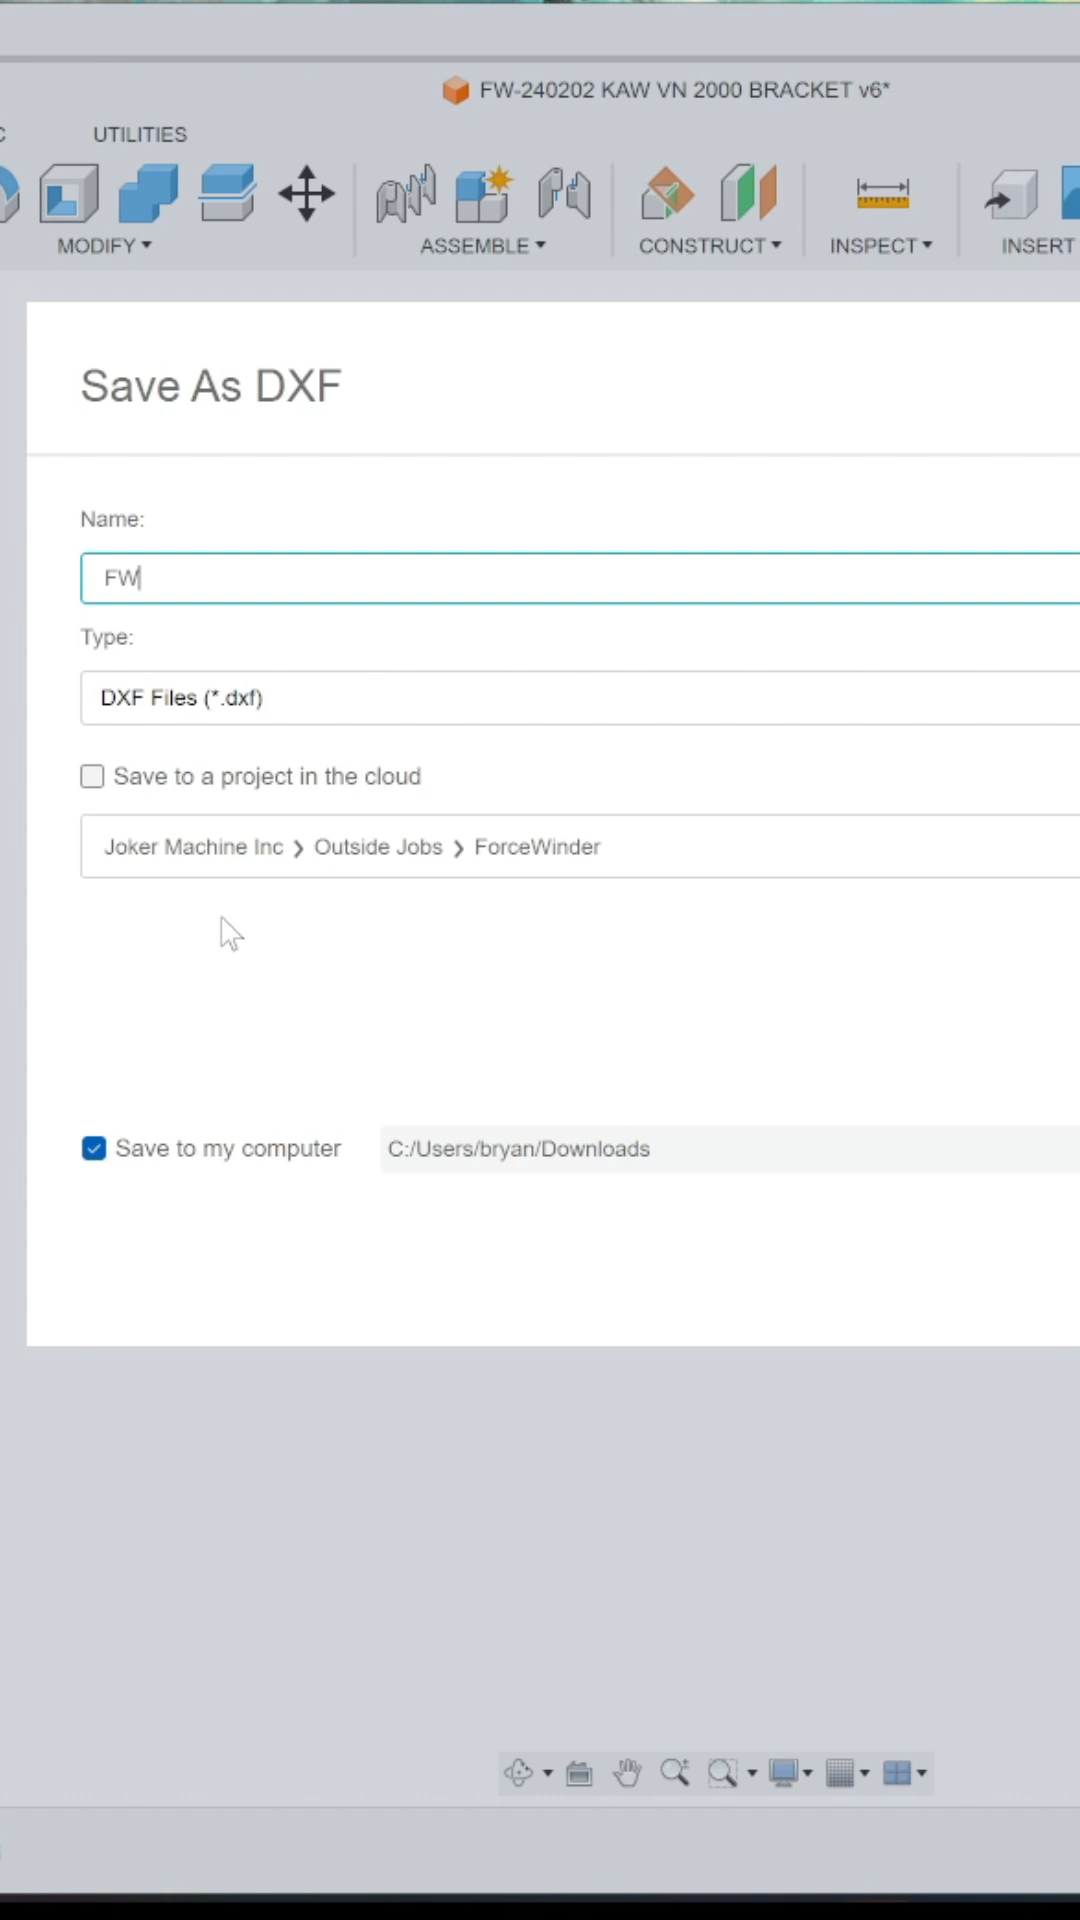 FW-240202 KAW VN 2000 BRACKET v6*
UTILITIES
MODIFY
ASSEMBLE
CONSTRUCT
INSPECT
INSERT
Save As DXF
Name:
FW
Type:
DXF Files (*.dxf)
Save to a project in the cloud
Joker Machine Inc > Outside Jobs > ForceWinder
Save to my computer
C:/Users/bryan/Downloads